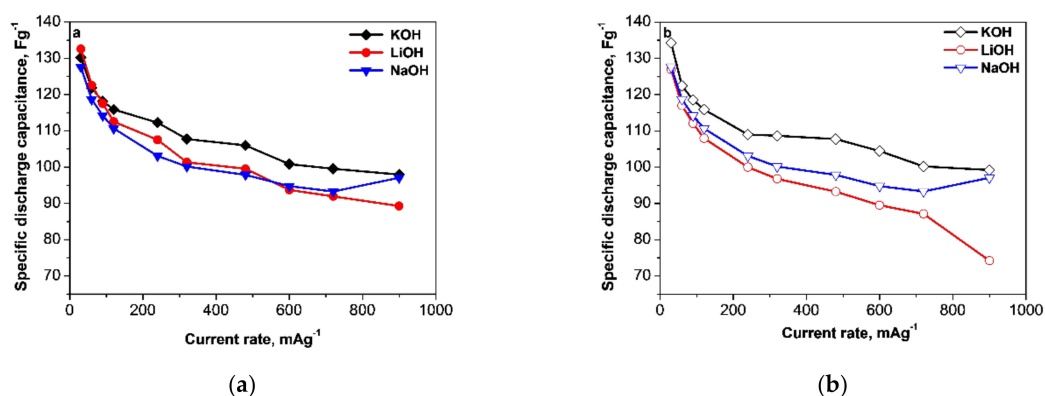 a
KOH
LiOH
NaOH
Specific discharge capacitance, Fg⁻¹
140
130
120
110
100
90
80
70
0 200 400 600 800 1000
Current rate, mAg⁻¹
(a)
b
KOH
LiOH
NaOH
Specific discharge capacitance, Fg⁻¹
140
130
120
110
100
90
80
70
0 200 400 600 800 1000
Current rate, mAg⁻¹
(b)